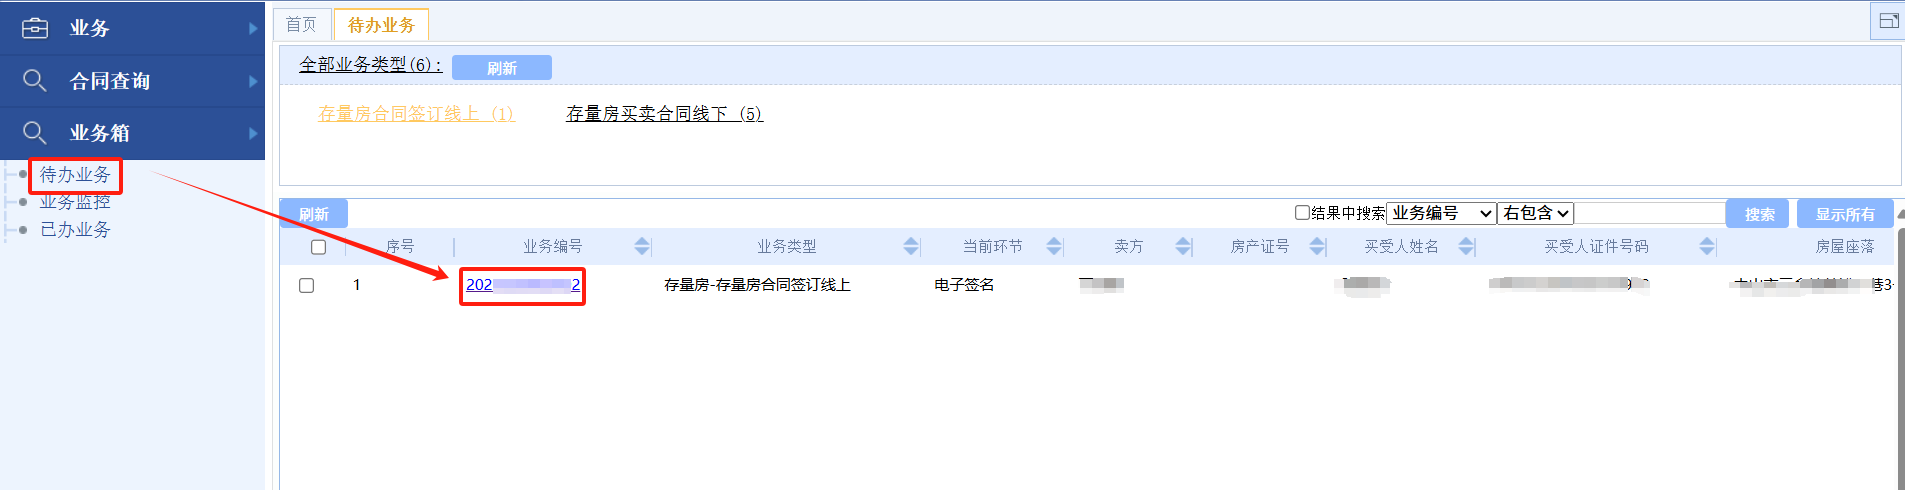 业务
合同查询
业务箱
待办业务
业务监控
已办业务
首页 待办业务
全部业务类型(6): 刷新
存量房合同签订线上 (1) 存量房买卖合同线下 (5)
刷新 结果中搜索 业务编号 右包含 搜索 显示所有
序号 业务编号 业务类型 当前环节 卖方 房产证号 买受人姓名 买受人证件号码 房屋座落
1 202 2 存量房-存量房合同签订线上 电子签名 巷3